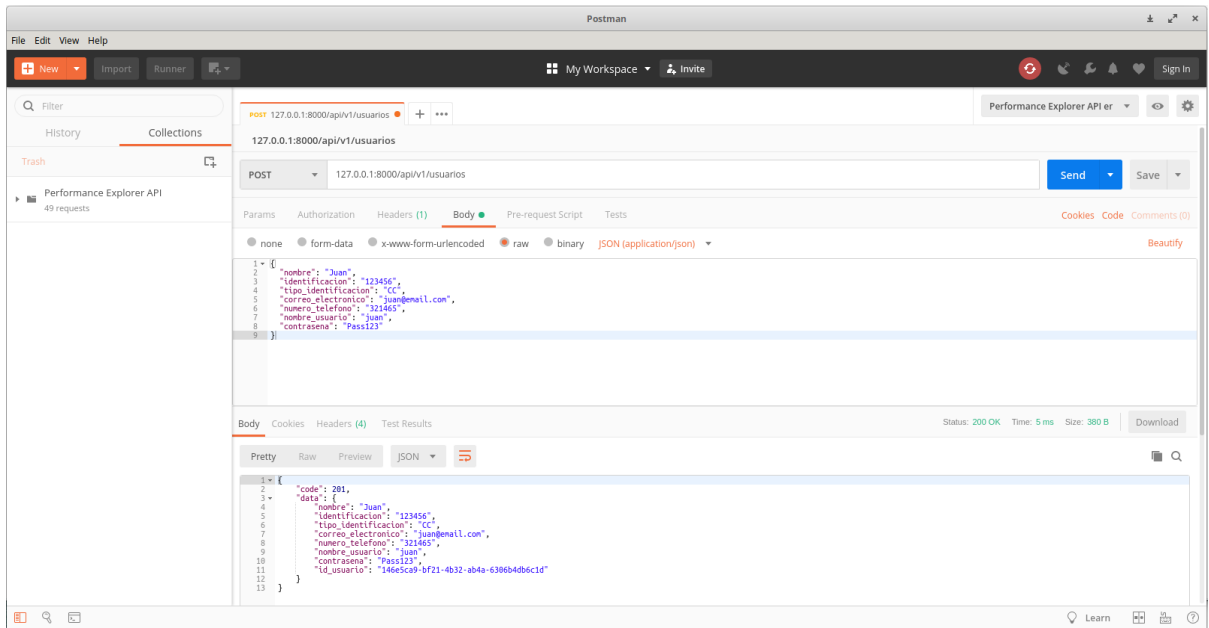 Postman
File Edit View Help
New Import Runner My Workspace Invite Sign In
Filter
History Collections
Trash
Performance Explorer API
49 requests
POST 127.0.0.1:8000/api/v1/usuarios
Performance Explorer API er
127.0.0.1:8000/api/v1/usuarios
POST 127.0.0.1:8000/api/v1/usuarios Send Save
Params Authorization Headers (1) Body Pre-request Script Tests Cookies Code Comments (0)
none form-data x-www-form-urlencoded raw binary JSON (application/json) Beautify
1 {
2 "nombre": "Juan",
3 "identificacion": "123456",
4 "tipo_identificacion": "CC",
5 "correo_electronico": "juan@email.com",
6 "numero_telefono": "321465",
7 "nombre_usuario": "juan",
8 "contrasena": "Pass123"
9 }
Body Cookies Headers (4) Test Results Status: 200 OK Time: 5 ms Size: 380 B Download
Pretty Raw Preview JSON
1 {
2 "code": 201,
3 "data": {
4 "nombre": "Juan",
5 "identificacion": "123456",
6 "tipo_identificacion": "CC",
7 "correo_electronico": "juan@email.com",
8 "numero_telefono": "321465",
9 "nombre_usuario": "juan",
10 "contrasena": "Pass123",
11 "id_usuario": "146e5ca9-bf21-4b32-ab4a-6306b4db6c1d"
12 }
13 }
Learn